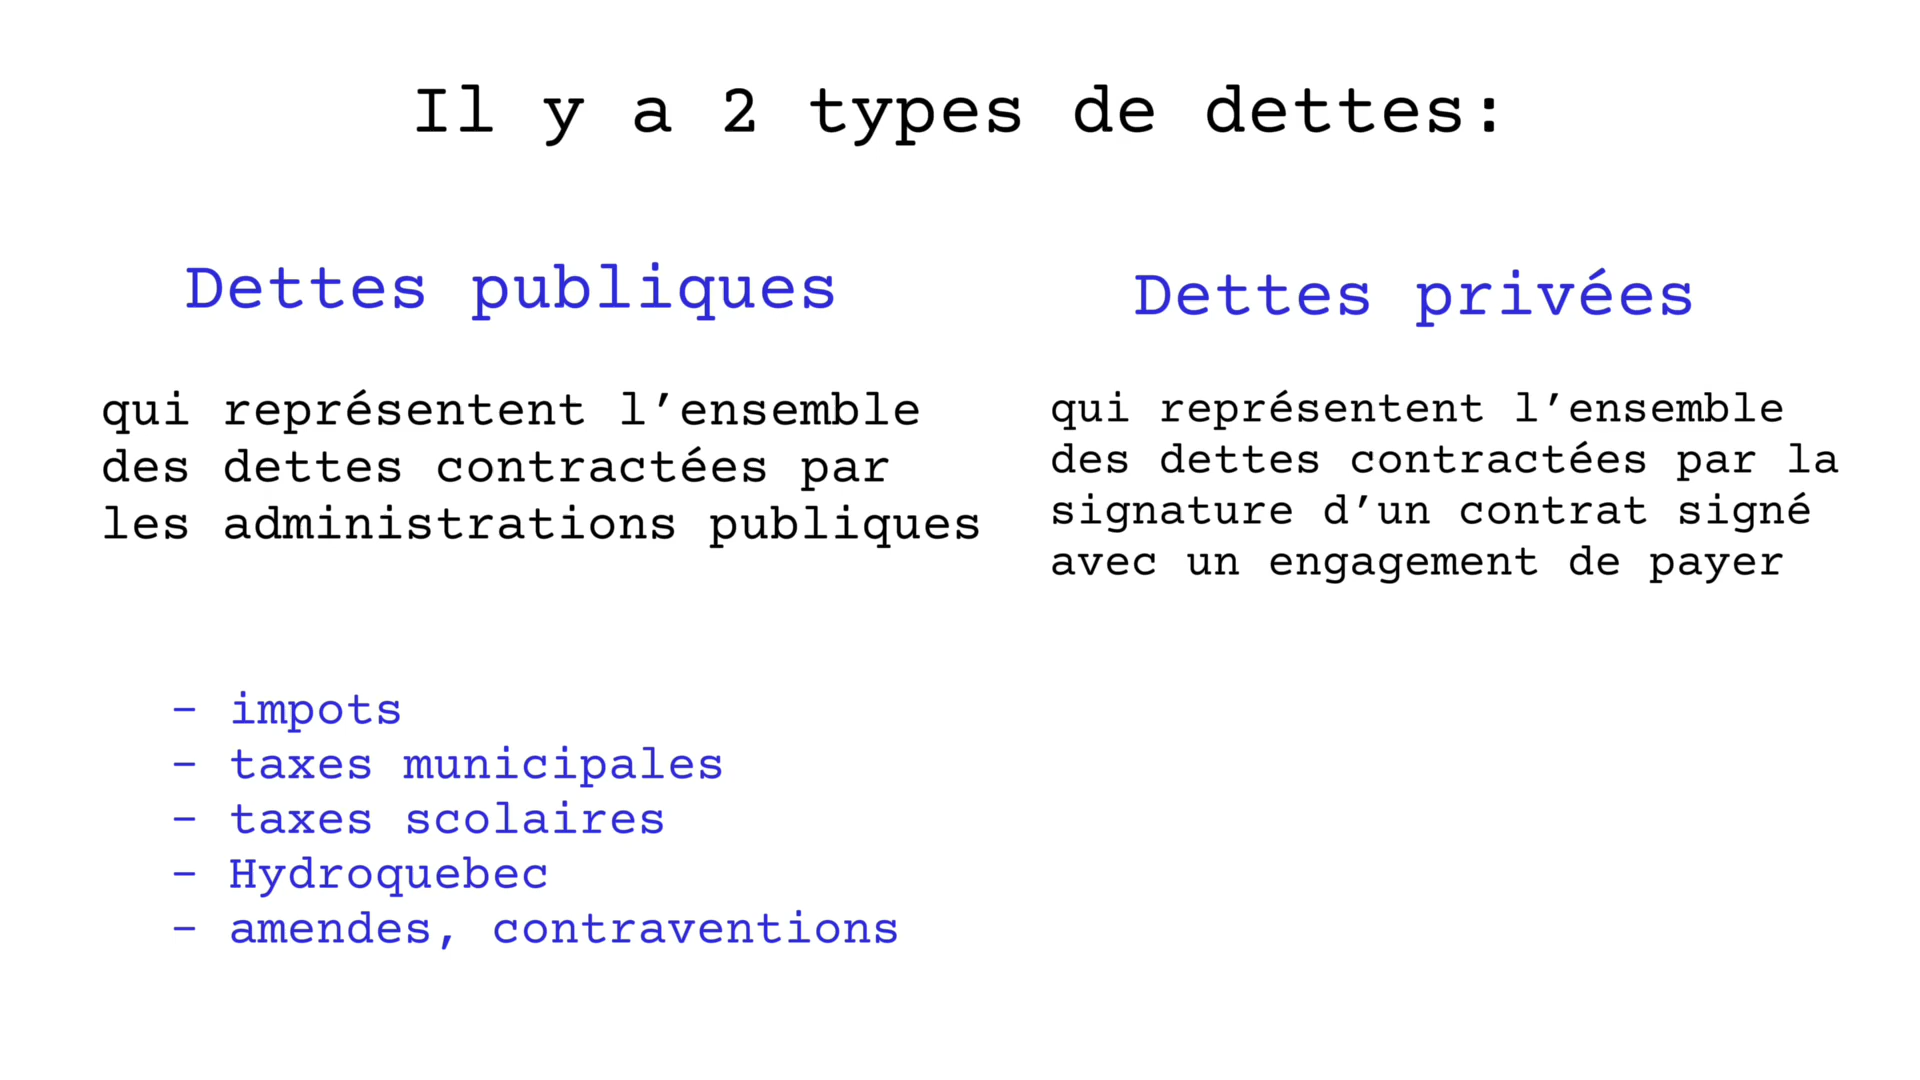 Il y a 2 types de dettes:
Dettes publiques
qui représentent l’ensemble
des dettes contractées par
les administrations publiques
- impots
- taxes municipales
- taxes scolaires
- Hydroquebec
- amendes, contraventions
Dettes privées
qui représentent l’ensemble
des dettes contractées par la
signature d’un contrat signé
avec un engagement de payer